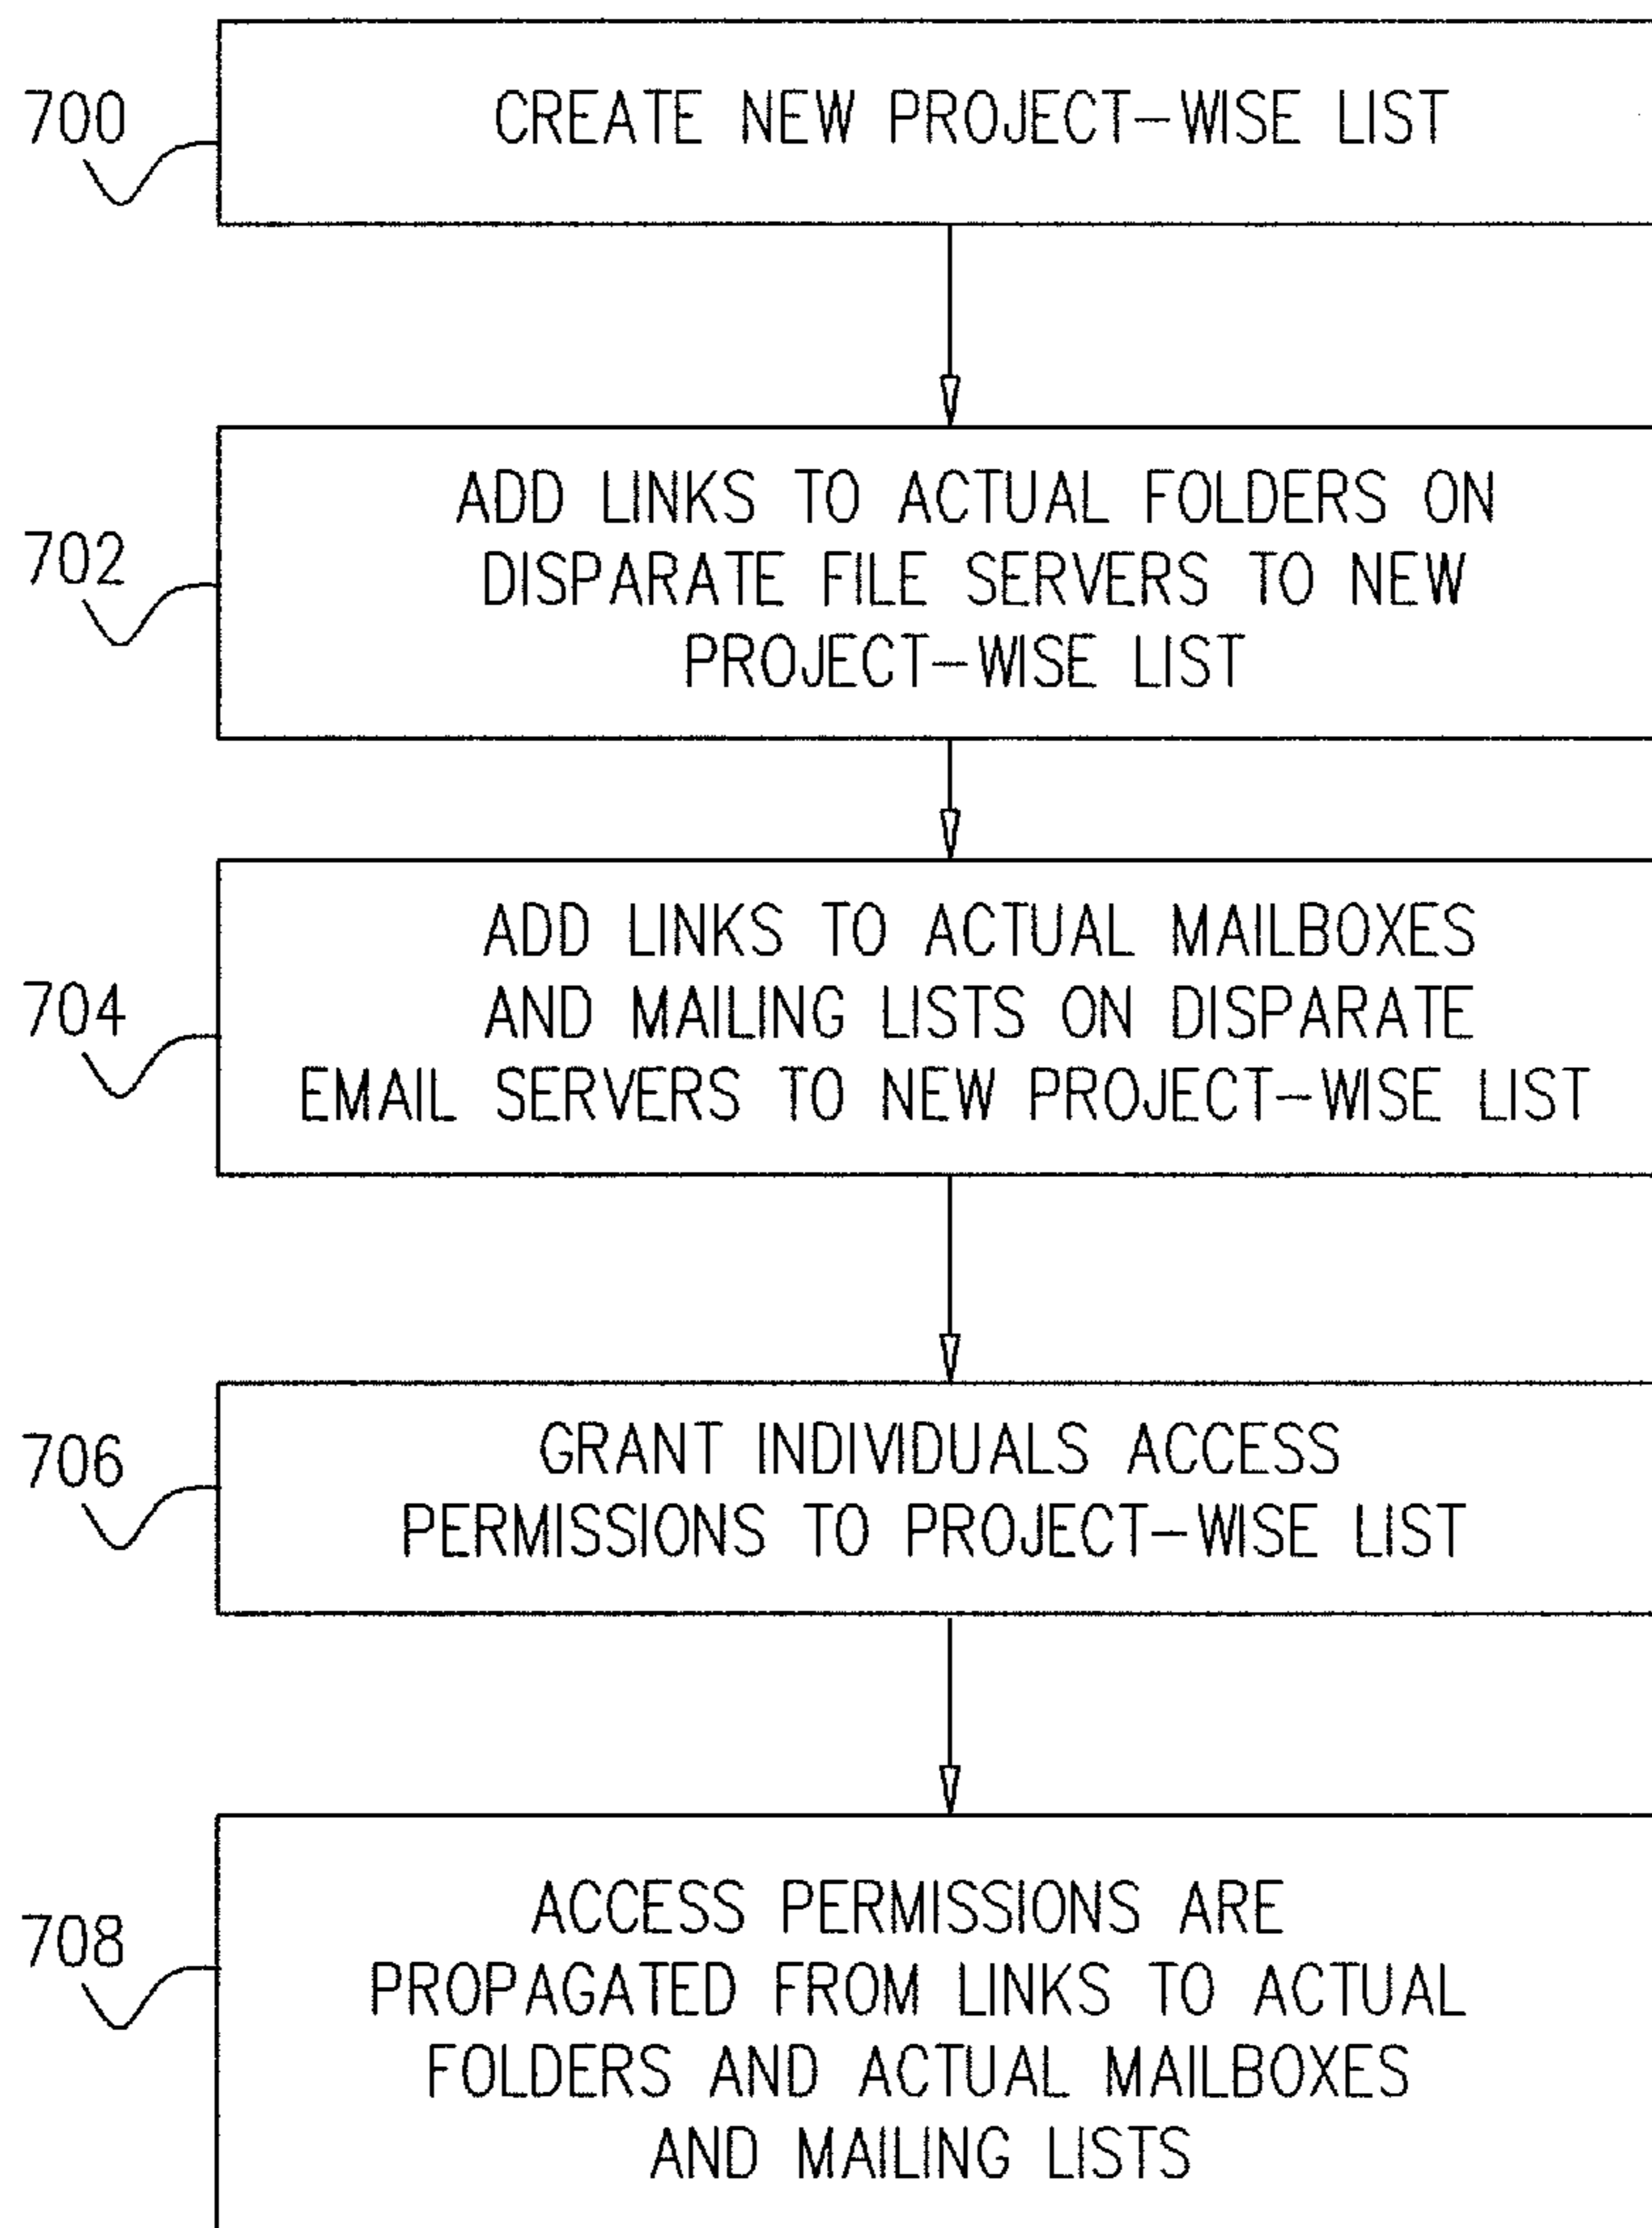 700
CREATE NEW PROJECT-WISE LIST
702
ADD LINKS TO ACTUAL FOLDERS ON
DISPARATE FILE SERVERS TO NEW
PROJECT-WISE LIST
704
ADD LINKS TO ACTUAL MAILBOXES
AND MAILING LISTS ON DISPARATE
EMAIL SERVERS TO NEW PROJECT-WISE LIST
706
GRANT INDIVIDUALS ACCESS
PERMISSIONS TO PROJECT-WISE LIST
708
ACCESS PERMISSIONS ARE
PROPAGATED FROM LINKS TO ACTUAL
FOLDERS AND ACTUAL MAILBOXES
AND MAILING LISTS